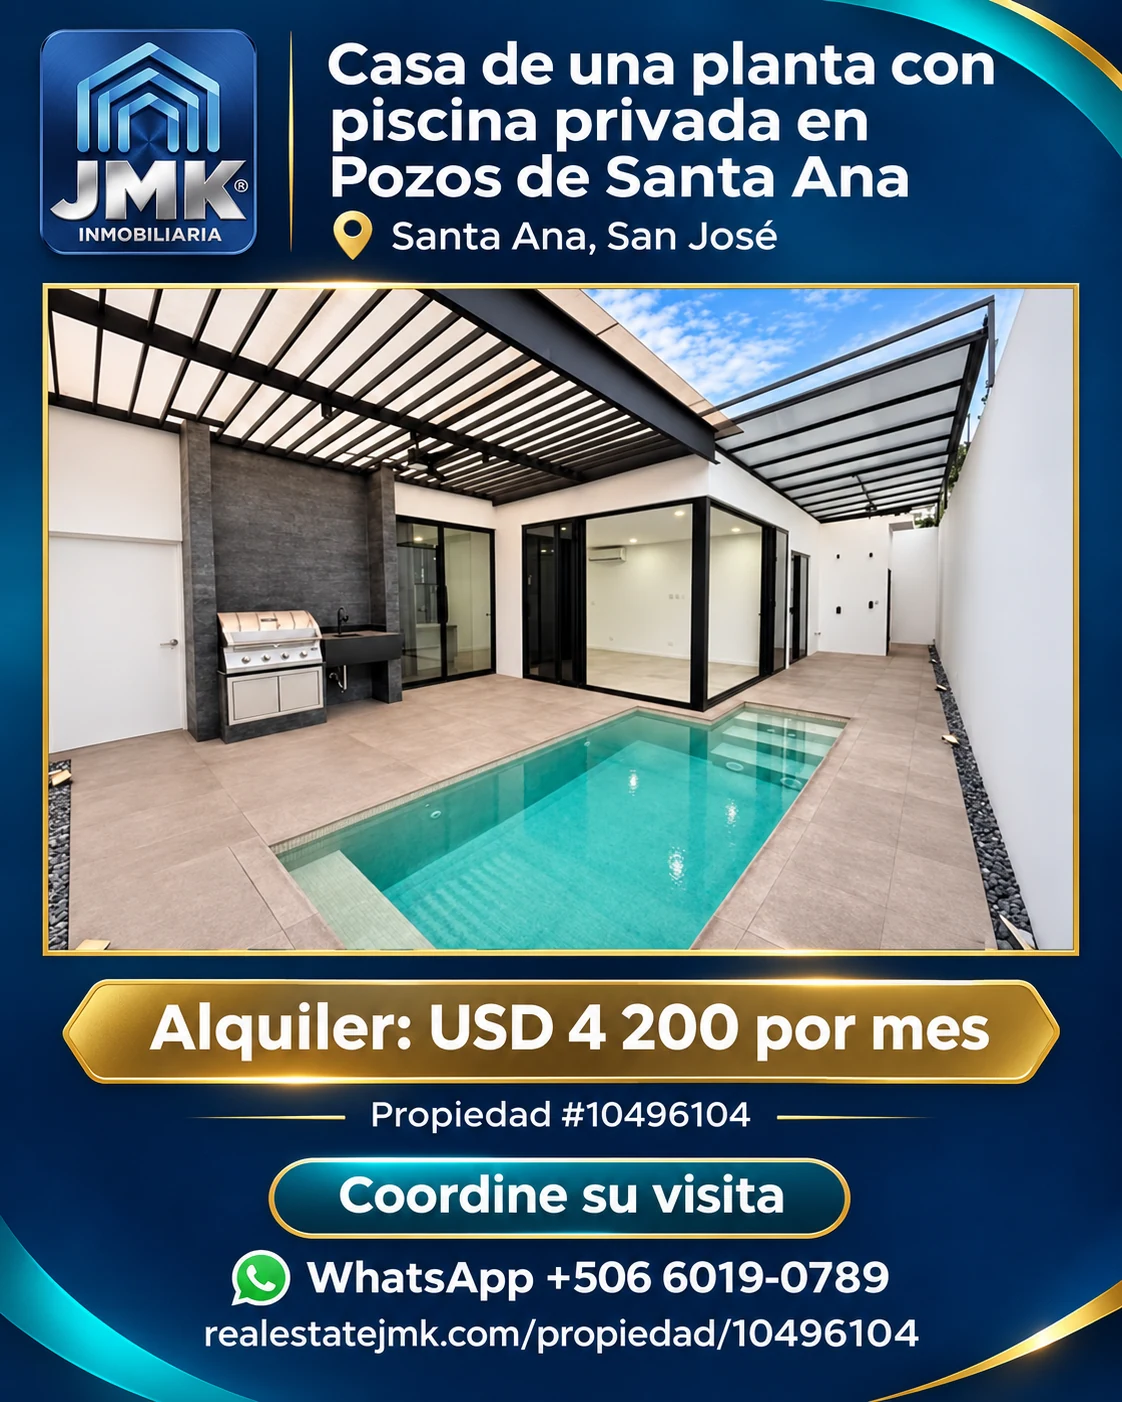 JMK®
INMOBILIARIA
Casa de una planta con
piscina privada en
Pozos de Santa Ana
Santa Ana, San José
Alquiler: USD 4 200 por mes
Propiedad #10496104
Coordine su visita
WhatsApp +506 6019-0789
realestatejmk.com/propiedad/10496104